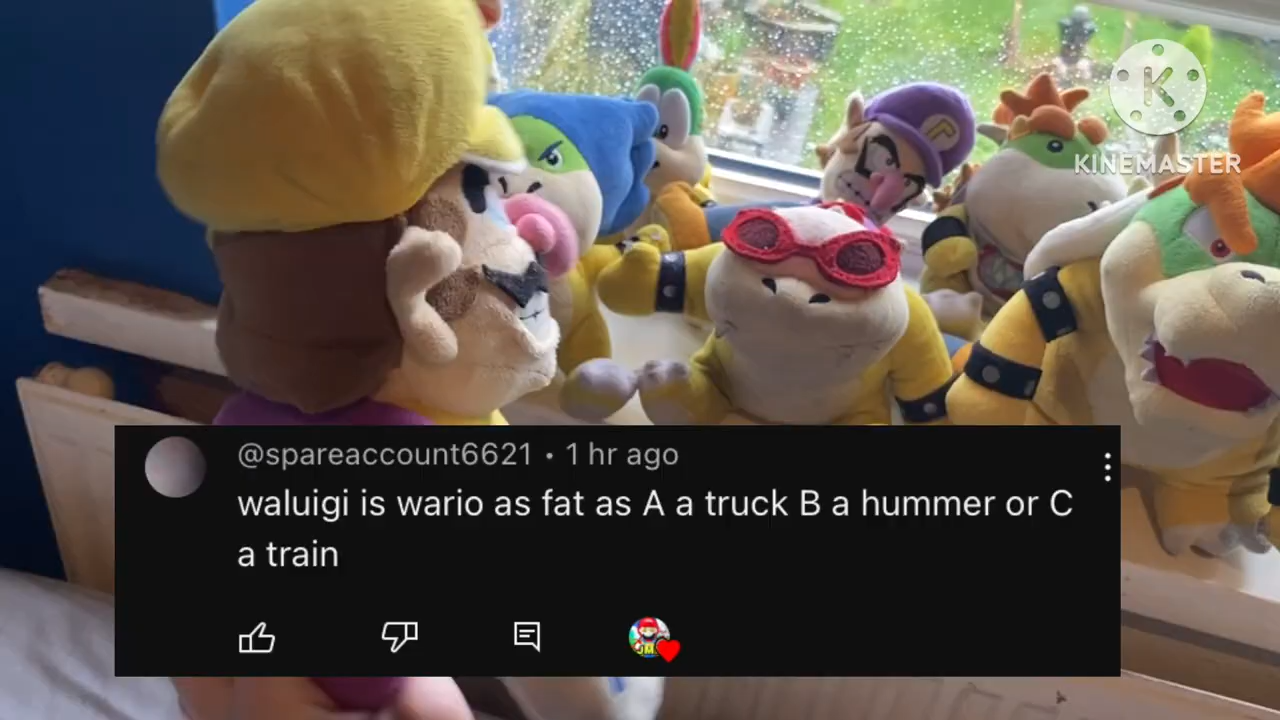 K
KINEMASTER
@spareaccount6621 • 1 hr ago
waluigi is wario as fat as A a truck B a hummer or C
a train